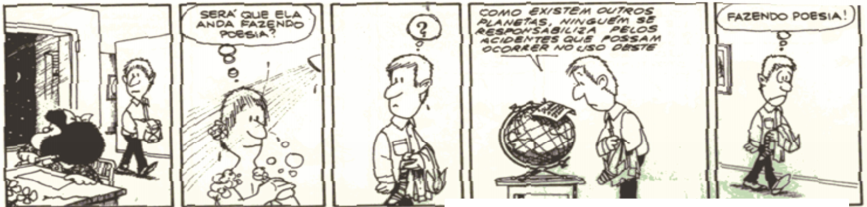 SERÁ QUE ELA
ANDA FAZENDO
POESIA?
?
COMO EXISTEM OUTROS
PLANETAS, NINGUÉM SE
RESPONSABILIZA PELOS
ACIDENTES QUE POSSAM
OCORRER NO USO DESTE
FAZENDO POESIA!